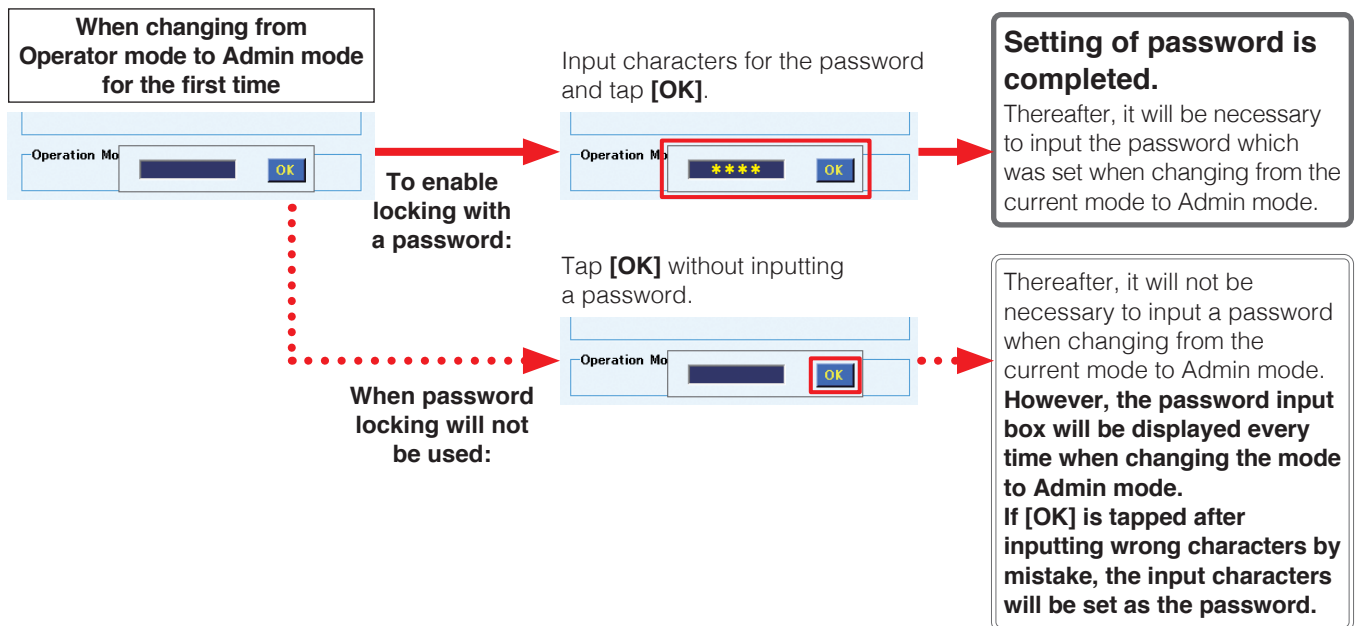 When changing from
Operator mode to Admin mode
for the first time
Operation Mo
OK
To enable
locking with
a password:
Input characters for the password
and tap [OK].
Operation Mo
****
OK
Setting of password is
completed.
Thereafter, it will be necessary
to input the password which
was set when changing from the
current mode to Admin mode.
When password
locking will not
be used:
Tap [OK] without inputting
a password.
Operation Mo
OK
Thereafter, it will not be
necessary to input a password
when changing from the
current mode to Admin mode.
However, the password input
box will be displayed every
time when changing the mode
to Admin mode.
If [OK] is tapped after
inputting wrong characters by
mistake, the input characters
will be set as the password.